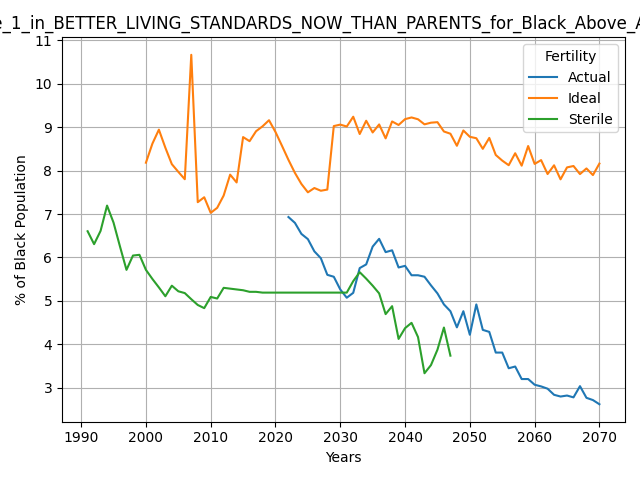 _1_in_BETTER_LIVING_STANDARDS_NOW_THAN_PARENTS_for_Black_Above_A
11
10
9
8
7
6
5
4
3
% of Black Population
Fertility
Actual
Ideal
Sterile
1990 2000 2010 2020 2030 2040 2050 2060 2070
Years